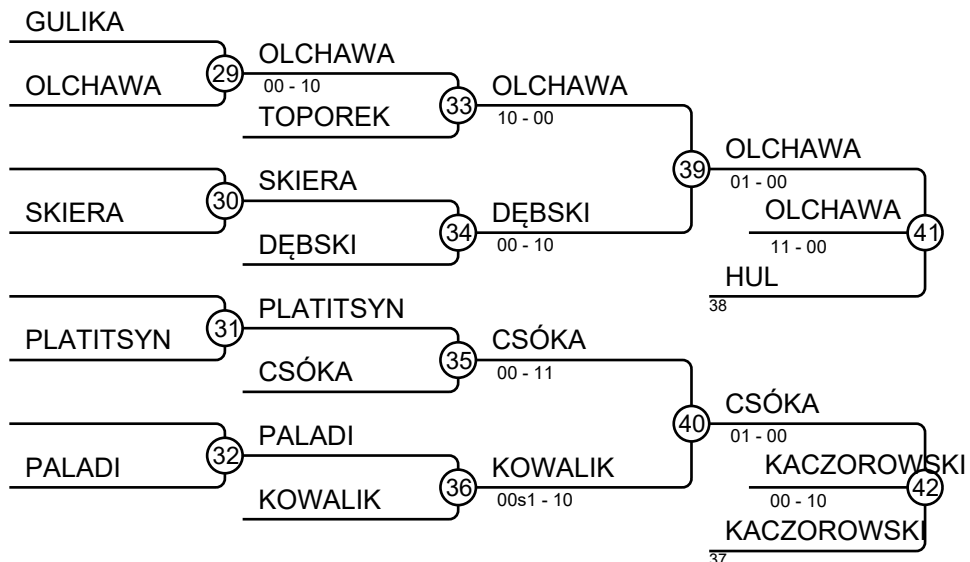 GULIKA
OLCHAWA
29
OLCHAWA
00 - 10
TOPOREK
33
OLCHAWA
10 - 00
SKIERA
30
SKIERA
DĘBSKI
34
DĘBSKI
00 - 10
39
OLCHAWA
01 - 00
OLCHAWA
11 - 00
41
HUL
38
PLATITSYN
31
PLATITSYN
CSÓKA
35
CSÓKA
00 - 11
PALADI
32
PALADI
KOWALIK
36
KOWALIK
00s1 - 10
40
CSÓKA
01 - 00
KACZOROWSKI
00 - 10
42
KACZOROWSKI
37